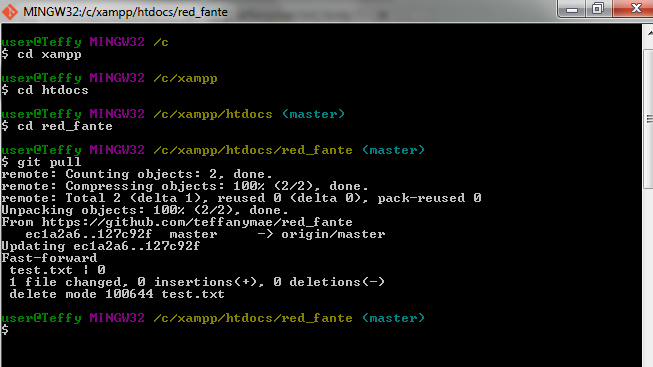 MINGW32:/c/xampp/htdocs/red_fante
user@Teffy MINGW32 /c
$ cd xampp
user@Teffy MINGW32 /c/xampp
$ cd htdocs
user@Teffy MINGW32 /c/xampp/htdocs (master)
$ cd red_fante
user@Teffy MINGW32 /c/xampp/htdocs/red_fante (master)
$ git pull
remote: Counting objects: 2, done.
remote: Compressing objects: 100% (2/2), done.
remote: Total 2 (delta 1), reused 0 (delta 0), pack-reused 0
Unpacking objects: 100% (2/2), done.
From https://github.com/teffanymae/red_fante
   ec1a2a6..127c92f  master     -> origin/master
Updating ec1a2a6..127c92f
Fast-forward
 test.txt | 0
 1 file changed, 0 insertions(+), 0 deletions(-)
 delete mode 100644 test.txt
user@Teffy MINGW32 /c/xampp/htdocs/red_fante (master)
$